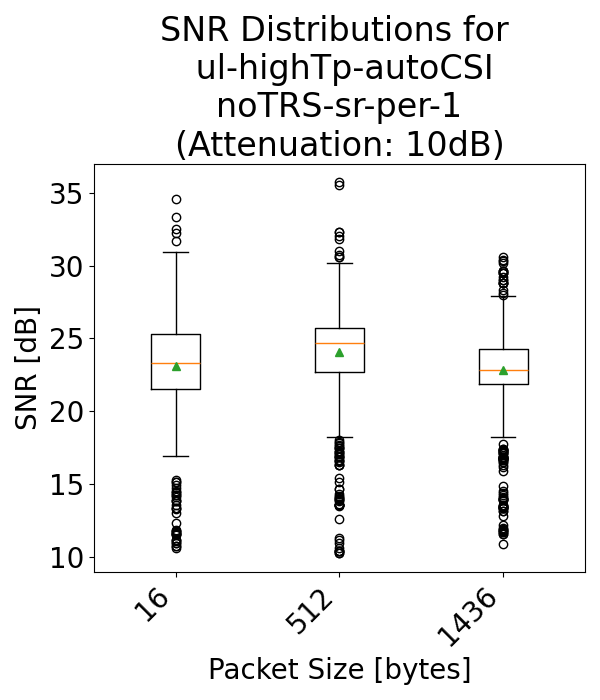 SNR Distributions for
ul-highTp-autoCSI
noTRS-sr-per-1
(Attenuation: 10dB)
35
30
25
20
15
10
SNR [dB]
16
512
1436
Packet Size [bytes]